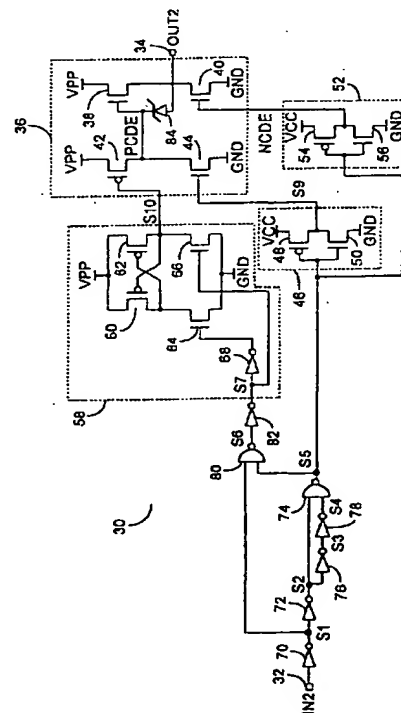 36
VPP
VPP
38
42
PCDE
84
34
OUT2
40
44
GND
GND
NCDE
52
VCC
54
56
GND
S10
S9
VPP
62
60
66
64
GND
58
68
S7
VCC
48
46
50
GND
82
S6
80
30
S5
74
S4
78
S3
76
S2
72
S1
70
32
IN2